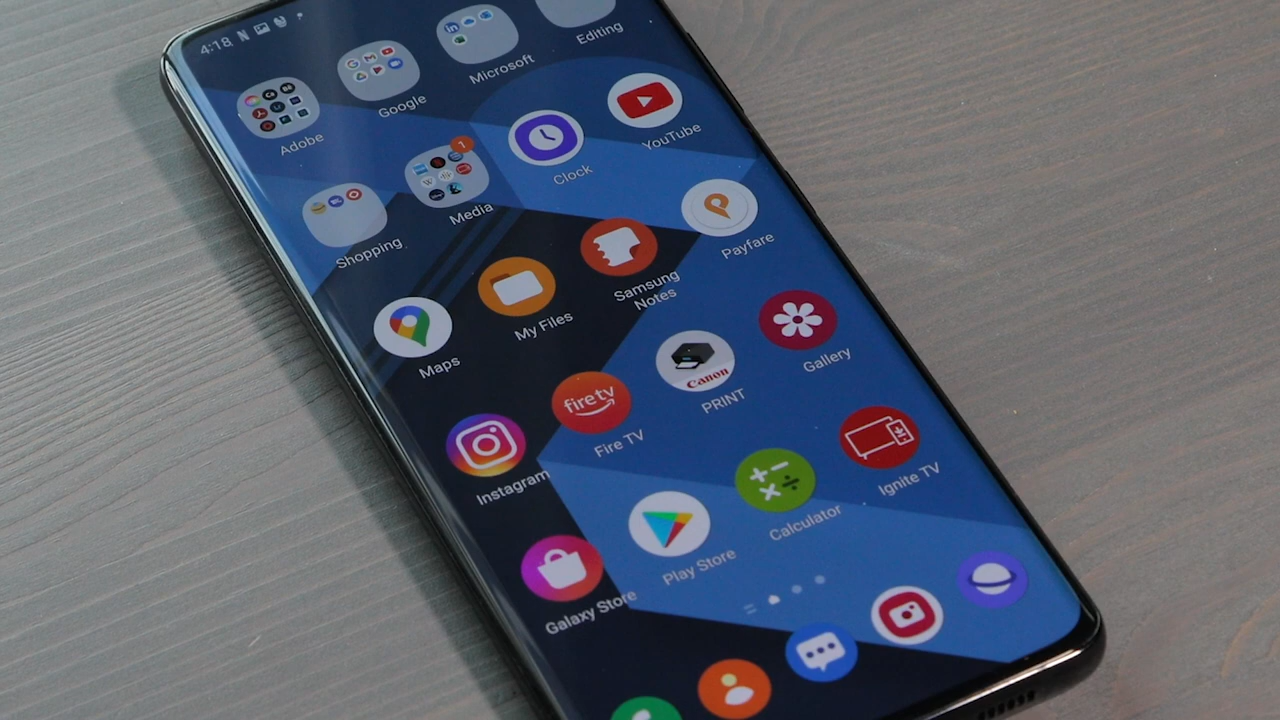 4:18
Adobe
Google
Microsoft
Editing
Shopping
Media
1
Clock
YouTube
Maps
My Files
Samsung
Notes
Payfare
Instagram
fire tv
Fire TV
Canon
PRINT
Gallery
Galaxy Store
Play Store
Calculator
Ignite TV